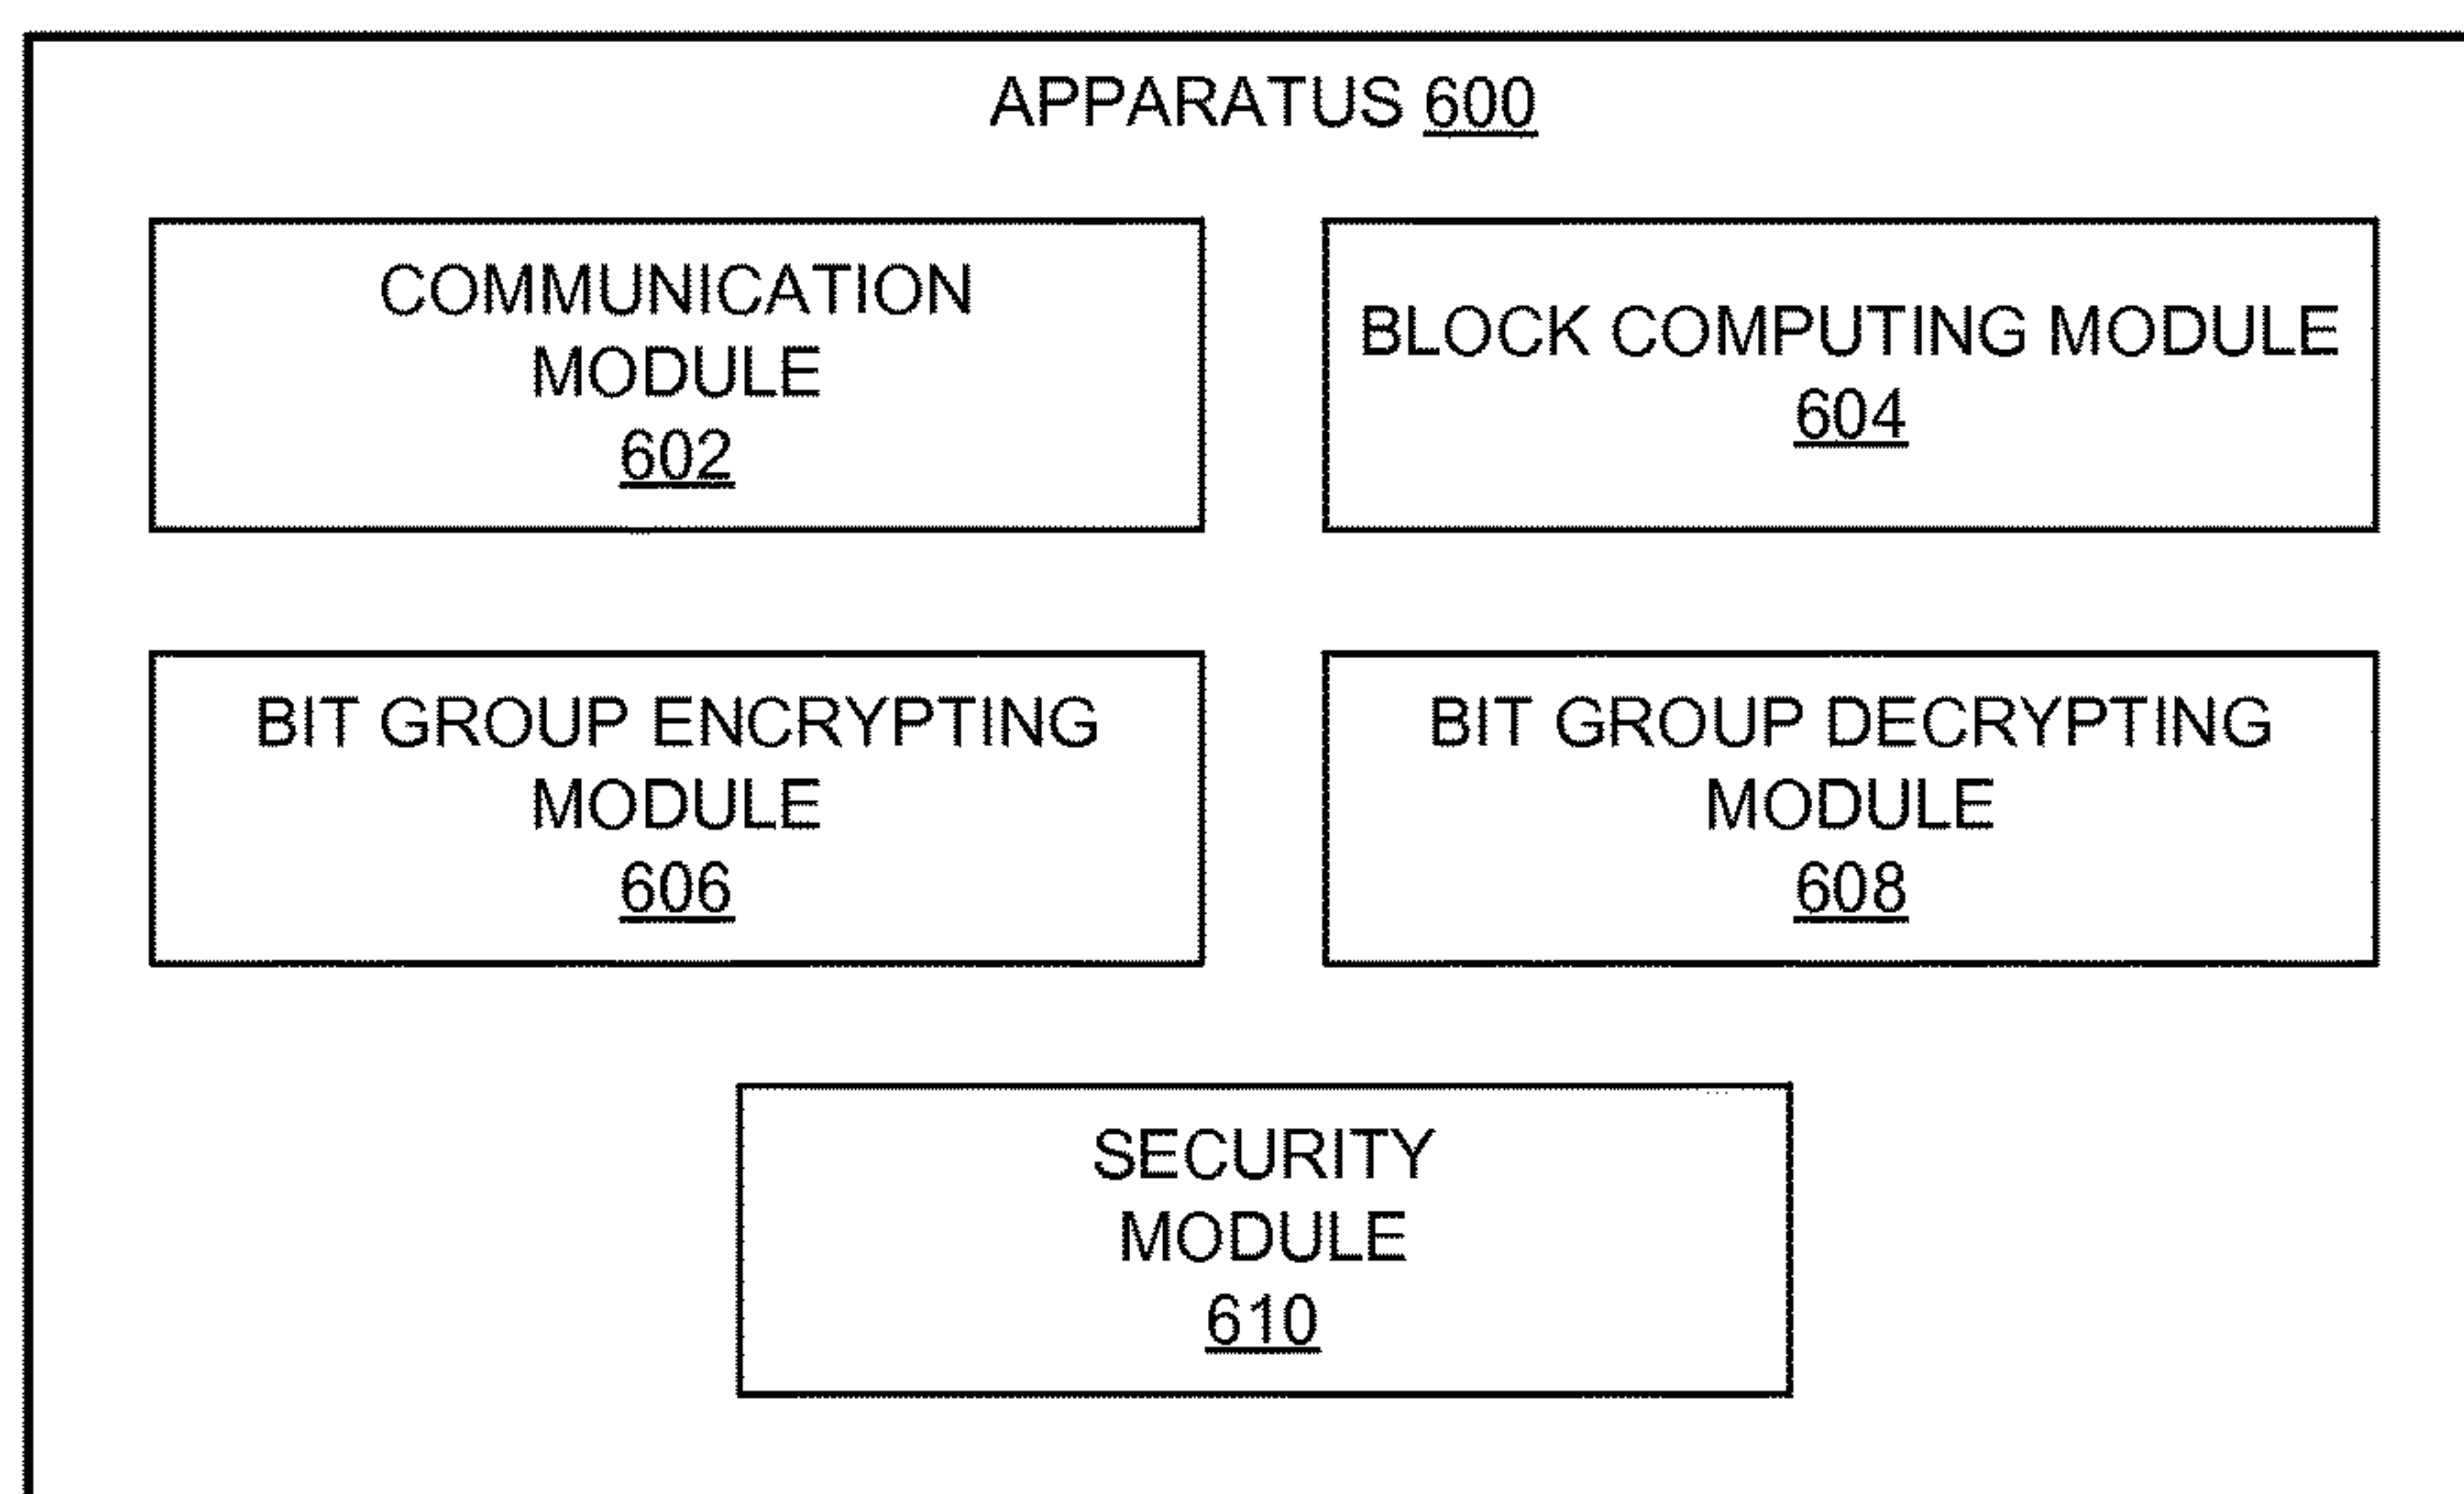 APPARATUS 600
COMMUNICATION
MODULE
602
BLOCK COMPUTING MODULE
604
BIT GROUP ENCRYPTING
MODULE
606
BIT GROUP DECRYPTING
MODULE
608
SECURITY
MODULE
610